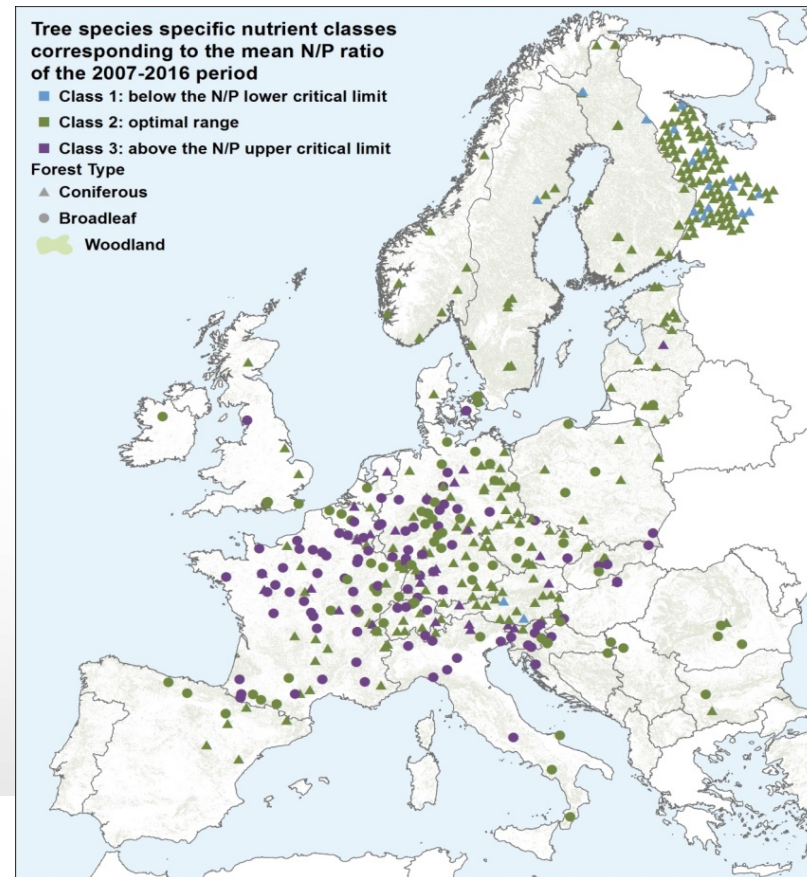 Tree species specific nutrient classes
corresponding to the mean N/P ratio
of the 2007-2016 period
Class 1: below the N/P lower critical limit
Class 2: optimal range
Class 3: above the N/P upper critical limit
Forest Type
Coniferous
Broadleaf
Woodland